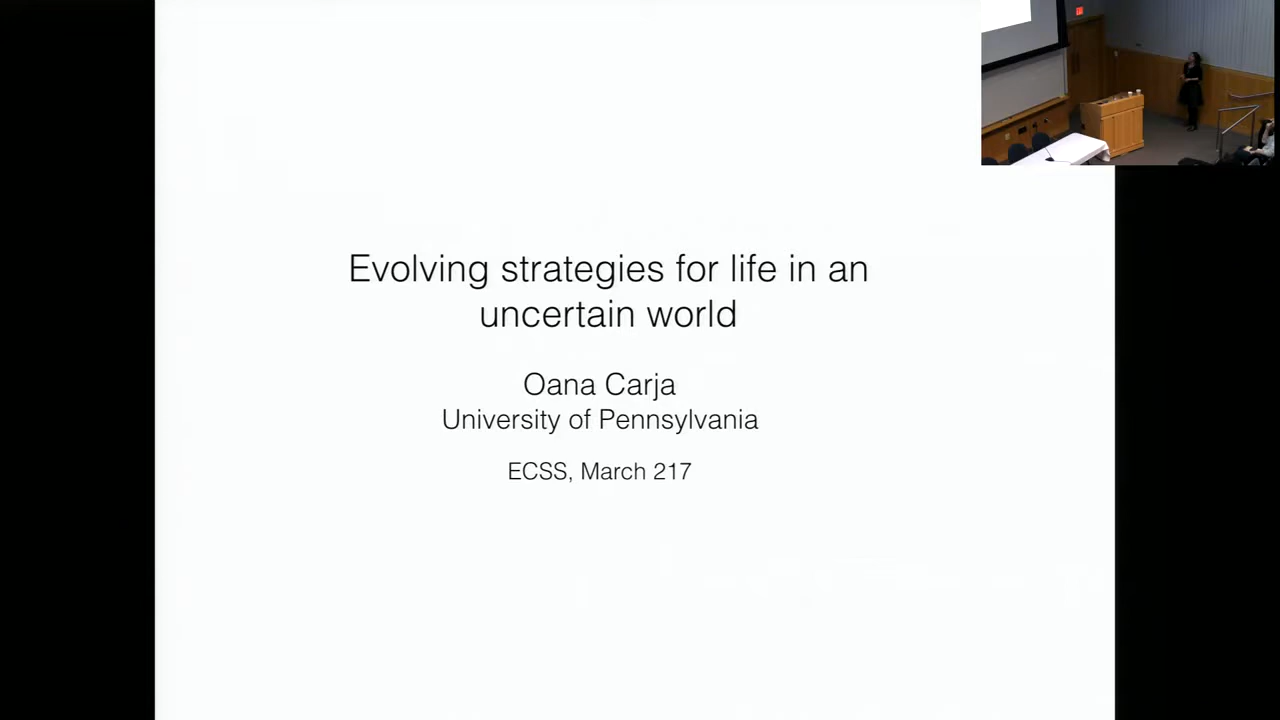 Evolving strategies for life in an
uncertain world
Oana Carja
University of Pennsylvania
ECSS, March 217